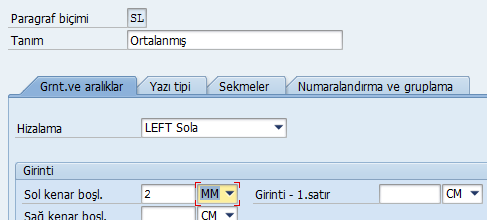 Paragraf biçimi SL
Tanım Ortalanmış
Grnt.ve aralıklar Yazı tipi Sekmeler Numaralandırma ve gruplama
Hizalama LEFT Sola
Girinti
Sol kenar boşl. 2 MM Girinti - 1.satır CM
Sağ kenar boşl. CM